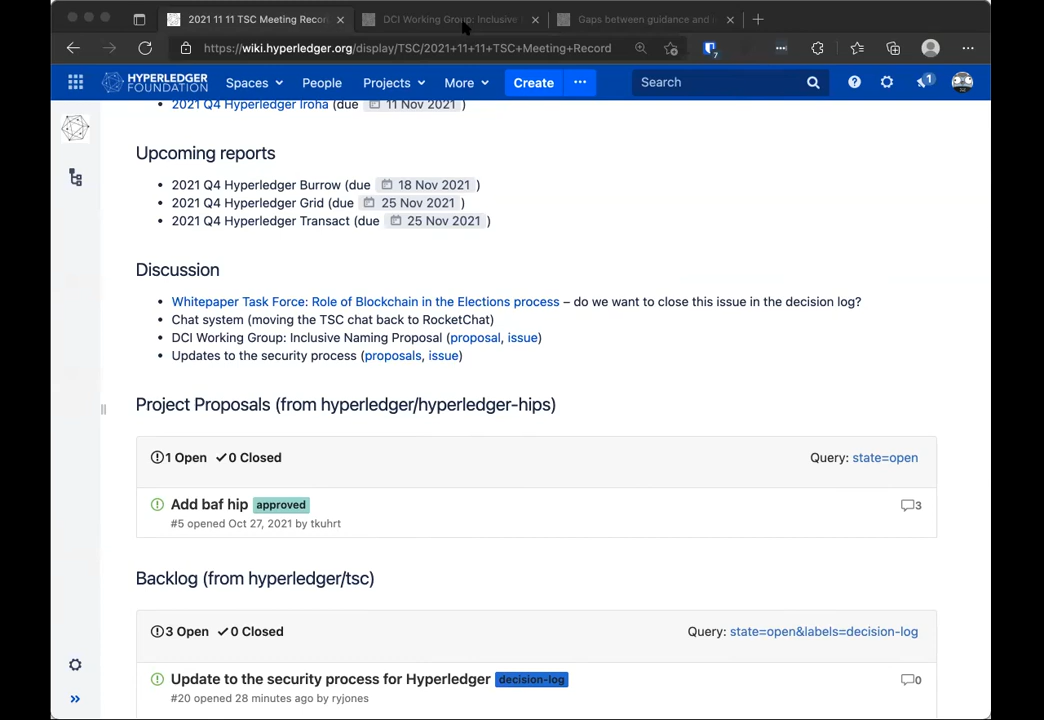 2021 11 11 TSC Meeting Recor
DCI Working Group: Inclusive
Gaps between guidance and
https://wiki.hyperledger.org/display/TSC/2021+11+11+TSC+Meeting+Record
7
HYPERLEDGER FOUNDATION
Spaces
People
Projects
More
Create
Search
1
2021 Q4 Hyperledger Iroha (due 11 Nov 2021 )
Upcoming reports
• 2021 Q4 Hyperledger Burrow (due 18 Nov 2021 )
• 2021 Q4 Hyperledger Grid (due 25 Nov 2021 )
• 2021 Q4 Hyperledger Transact (due 25 Nov 2021 )
Discussion
• Whitepaper Task Force: Role of Blockchain in the Elections process – do we want to close this issue in the decision log?
• Chat system (moving the TSC chat back to RocketChat)
• DCI Working Group: Inclusive Naming Proposal (proposal, issue)
• Updates to the security process (proposals, issue)
Project Proposals (from hyperledger/hyperledger-hips)
1 Open ✓0 Closed
Query: state=open
Add baf hip approved
3
#5 opened Oct 27, 2021 by tkuhrt
Backlog (from hyperledger/tsc)
3 Open ✓0 Closed
Query: state=open&labels=decision-log
Update to the security process for Hyperledger decision-log
0
#20 opened 28 minutes ago by ryjones